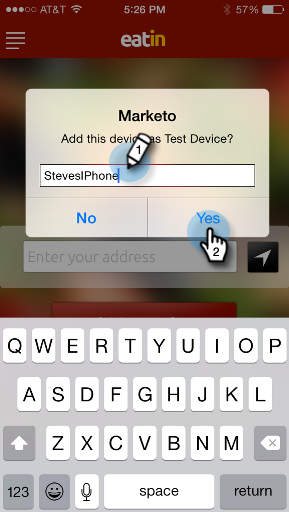 AT&T 5:26 PM 57%
eatin
Marketo
Add this device as Test Device?
StevesIPhone
1
No Yes
2
Enter your address
Q W E R T Y U I O P
A S D F G H J K L
Z X C V B N M
123 space return